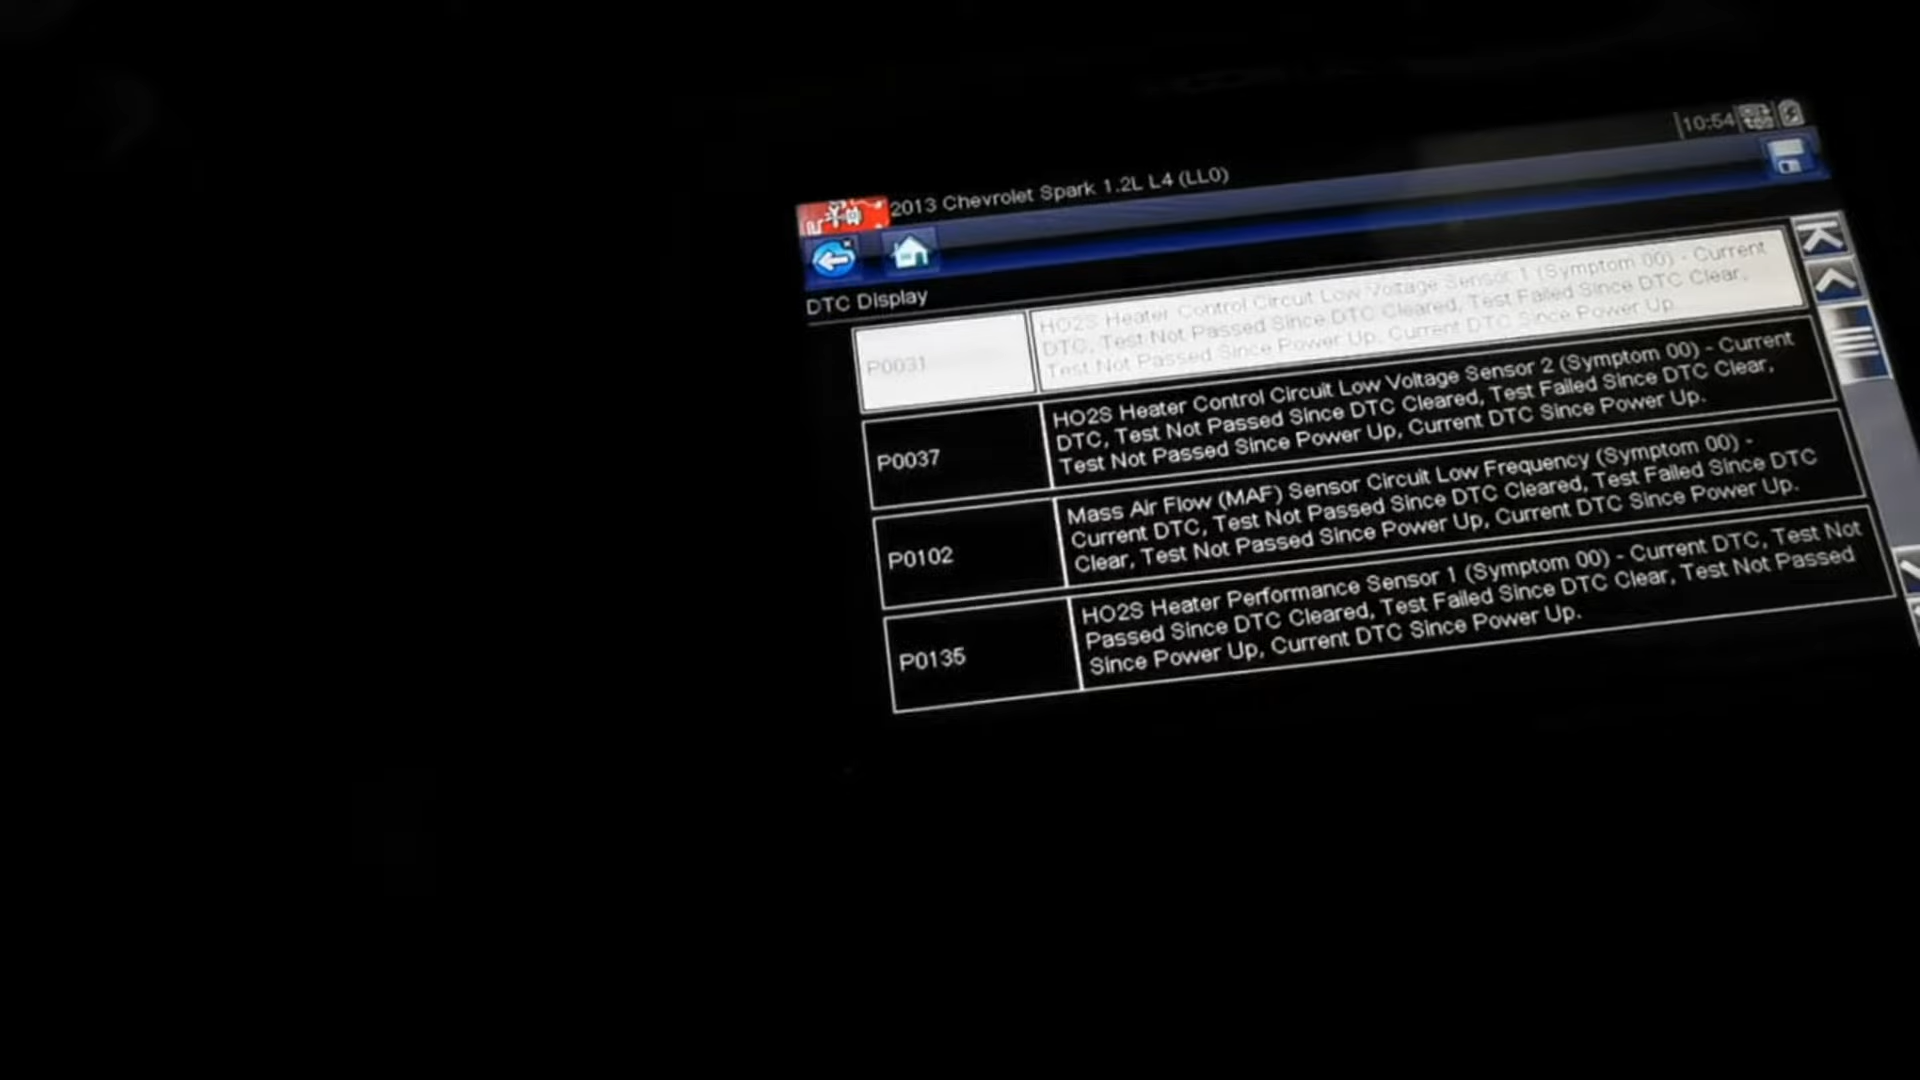 10:54
2013 Chevrolet Spark 1.2L L4 (LL0)
DTC Display
P0031
HO2S Heater Control Circuit Low Voltage Sensor 1 (Symptom 00) - Current
DTC, Test Not Passed Since DTC Cleared, Test Failed Since DTC Clear,
Test Not Passed Since Power Up, Current DTC Since Power Up.
P0037
HO2S Heater Control Circuit Low Voltage Sensor 2 (Symptom 00) - Current
DTC, Test Not Passed Since DTC Cleared, Test Failed Since DTC Clear,
Test Not Passed Since Power Up, Current DTC Since Power Up.
P0102
Mass Air Flow (MAF) Sensor Circuit Low Frequency (Symptom 00) -
Current DTC, Test Not Passed Since DTC Cleared, Test Failed Since DTC
Clear, Test Not Passed Since Power Up, Current DTC Since Power Up.
P0135
HO2S Heater Performance Sensor 1 (Symptom 00) - Current DTC, Test Not
Passed Since DTC Cleared, Test Failed Since DTC Clear, Test Not Passed
Since Power Up, Current DTC Since Power Up.